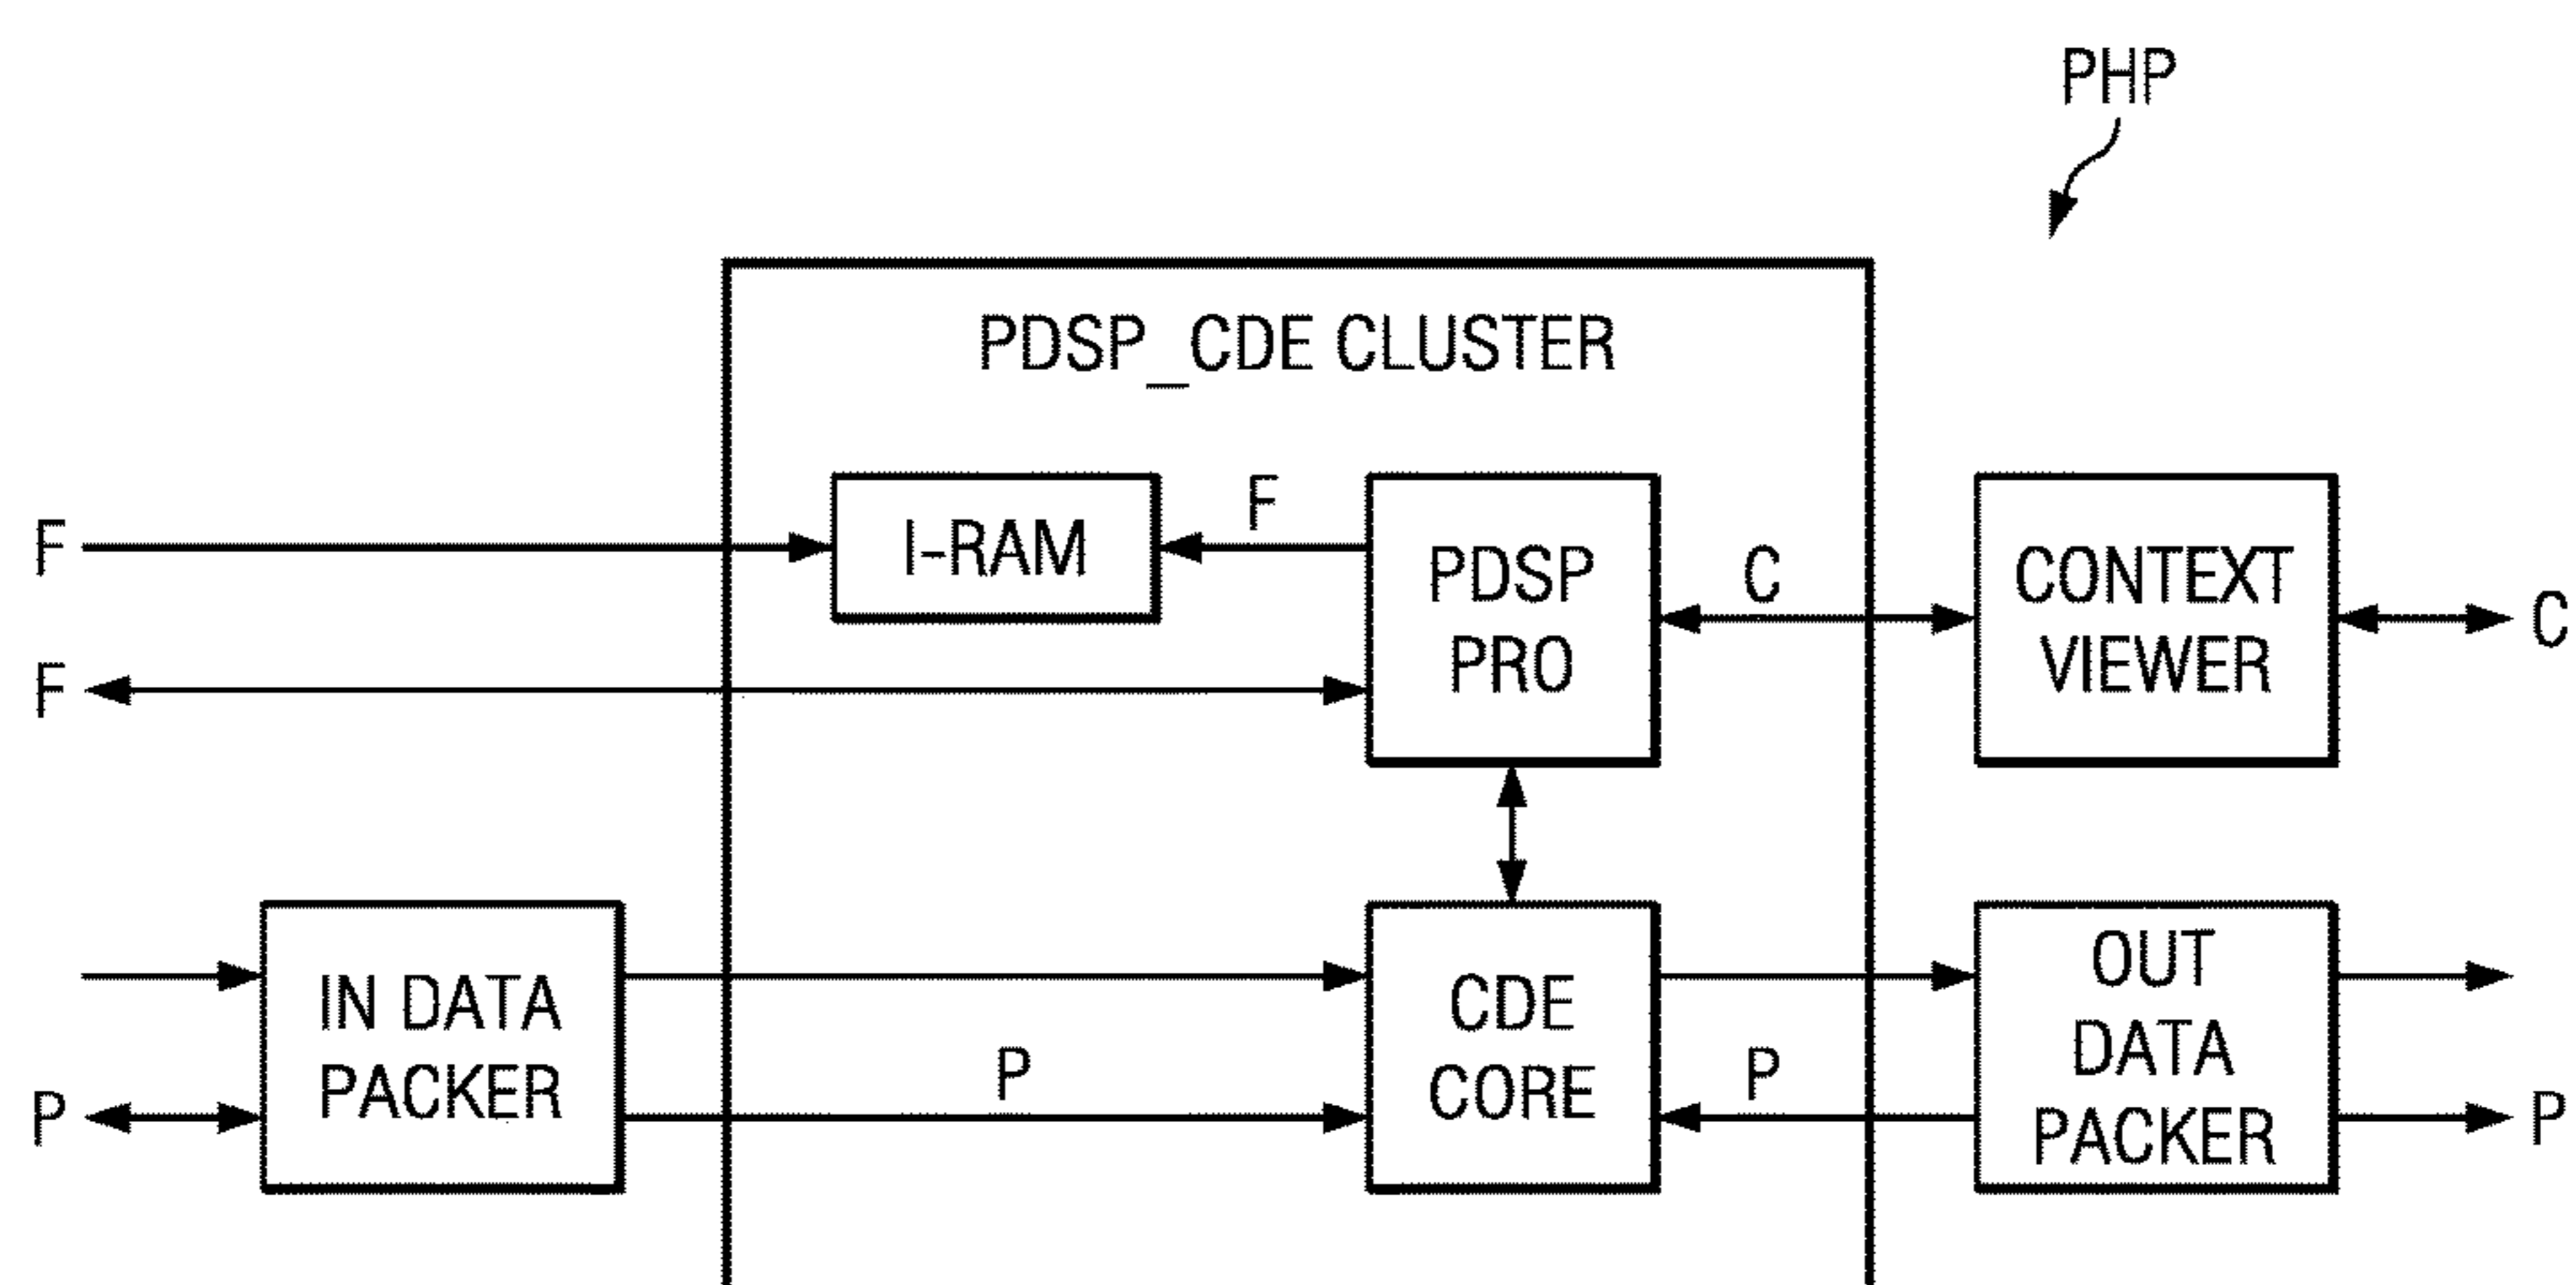 PHP
PDSP_CDE CLUSTER
F
I-RAM
F
PDSP
PRO
C
CONTEXT
VIEWER
C
F
IN DATA
PACKER
P
P
CDE
CORE
P
OUT
DATA
PACKER
P